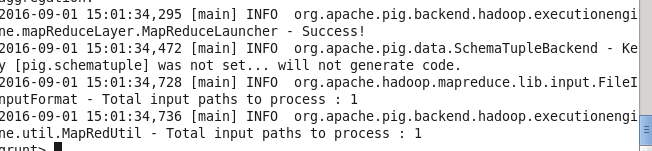 aggregation.
2016-09-01 15:01:34,295 [main] INFO  org.apache.pig.backend.hadoop.executionengi
ne.mapReduceLayer.MapReduceLauncher - Success!
2016-09-01 15:01:34,472 [main] INFO  org.apache.pig.data.SchemaTupleBackend - Ke
y [pig.schematuple] was not set... will not generate code.
2016-09-01 15:01:34,728 [main] INFO  org.apache.hadoop.mapreduce.lib.input.FileI
nputFormat - Total input paths to process : 1
2016-09-01 15:01:34,736 [main] INFO  org.apache.pig.backend.hadoop.executionengi
ne.util.MapRedUtil - Total input paths to process : 1
grunt>